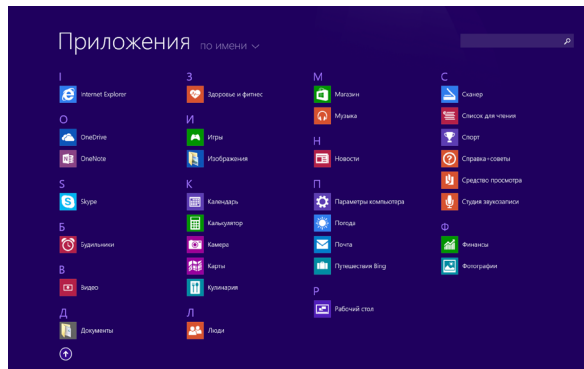 Приложения по имени
I
Internet Explorer
O
OneDrive
OneNote
S
Skype
Б
Будильники
В
Видео
Д
Документы
З
Здоровье и фитнес
И
Игры
Изображения
К
Календарь
Калькулятор
Камера
Карты
Кулинария
Л
Люди
М
Магазин
Музыка
Н
Новости
П
Параметры компьютера
Погода
Почта
Путешествия Bing
Р
Рабочий стол
С
Сканер
Список для чтения
Спорт
Справка+советы
Средство просмотра
Студия звукозаписи
Ф
Финансы
Фотографии